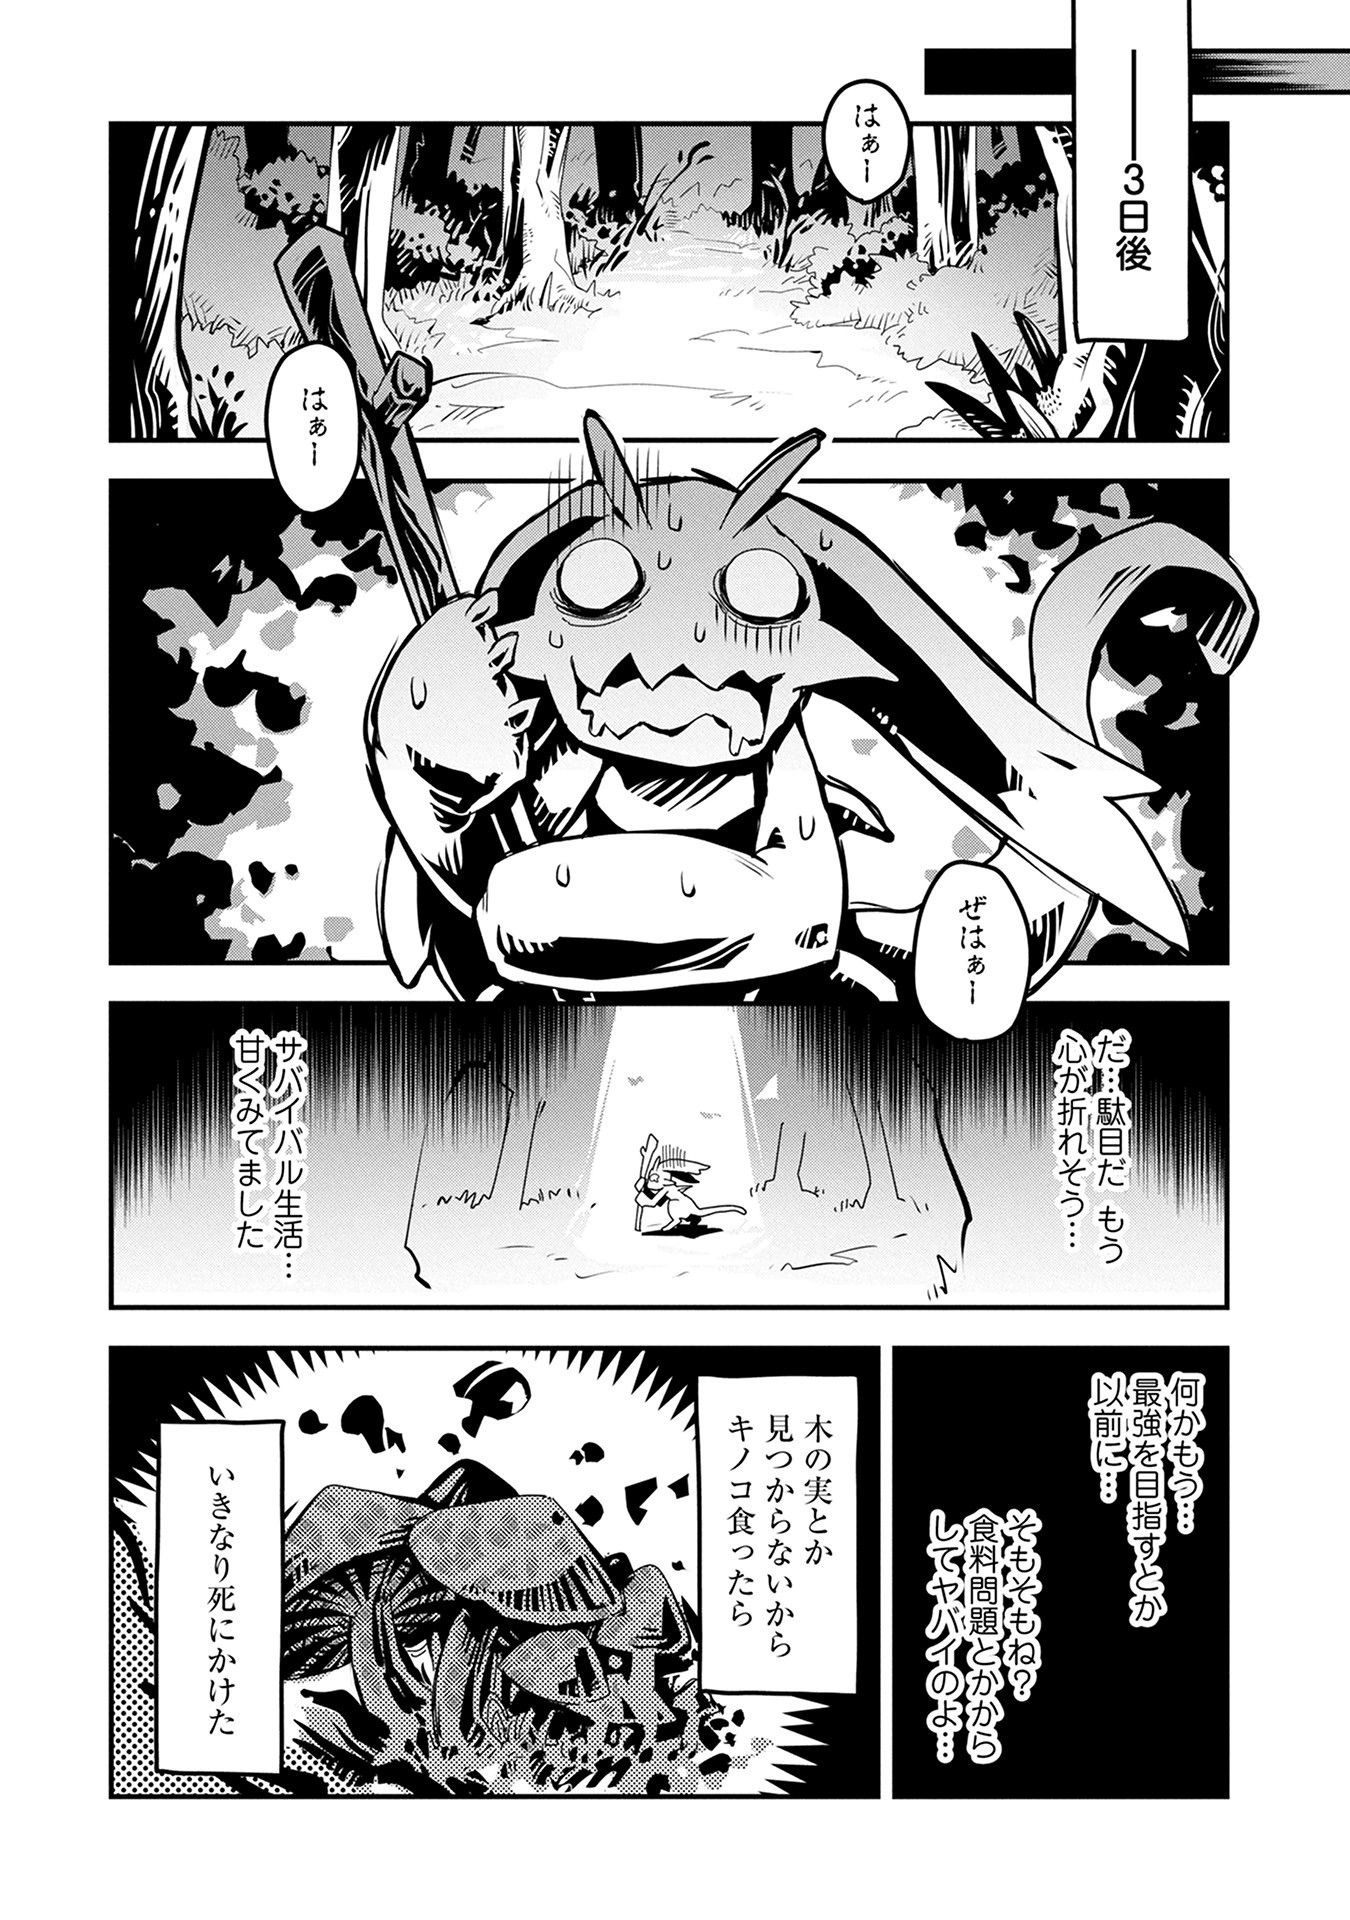 ――3日後
はぁー
はぁー
ぜはぁー
だ…駄目だ もう
心が折れそう…
サバイバル生活…
甘くみてました
何かもう…
最強を目指すとか
以前に…
そもそもね?
食料問題とかから
してヤバイのよ…
木の実とか
見つからないから
キノコ食ったら
いきなり死にかけた